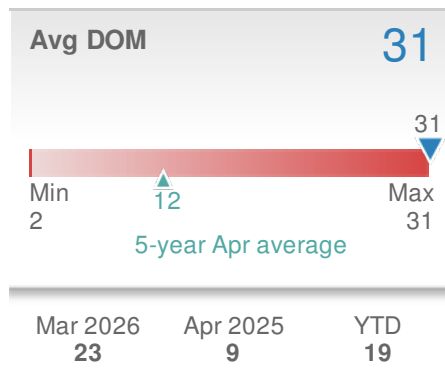 Avg DOM 31
31
Min 12 Max
2 31
5-year Apr average
Mar 2026 Apr 2025 YTD
23 9 19